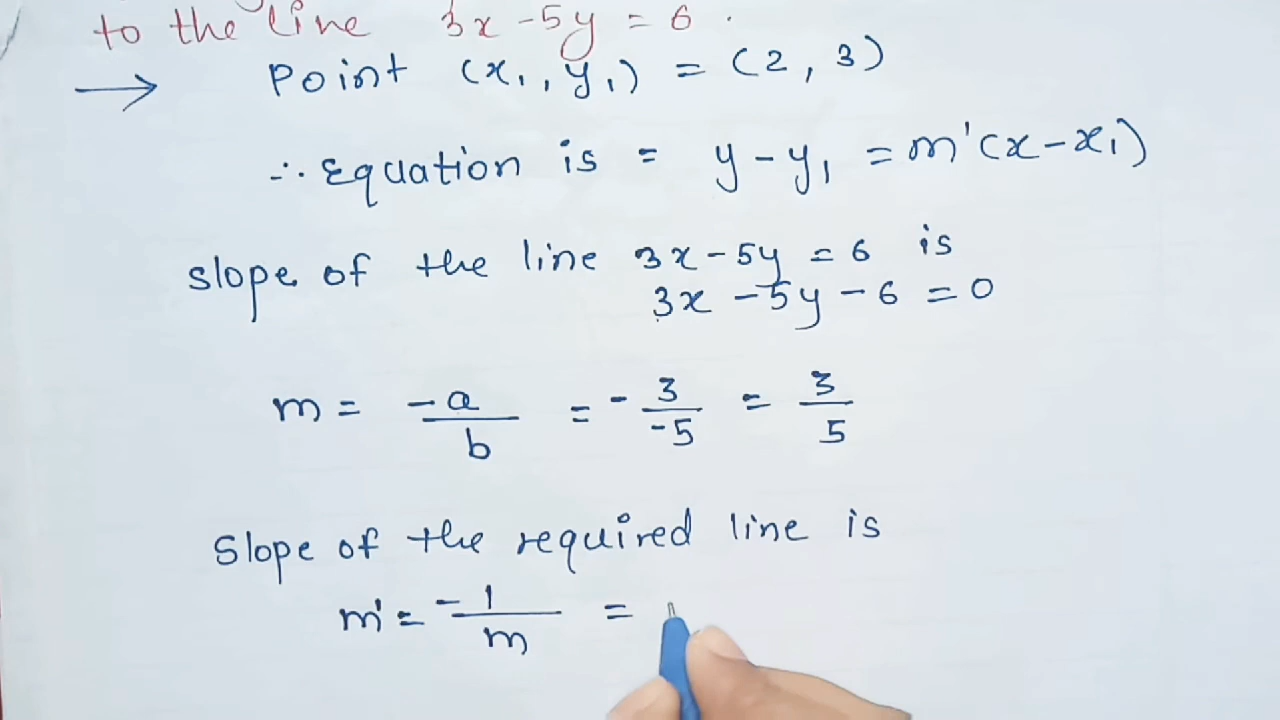 to the line 3x - 5y = 6 .
→ Point (x₁, y₁) = (2, 3)
∴ Equation is = y - y₁ = m'(x - x₁)
slope of the line 3x - 5y = 6 is
3x - 5y - 6 = 0
m = -a/b = - 3/-5 = 3/5
Slope of the required line is
m' = -1/m =